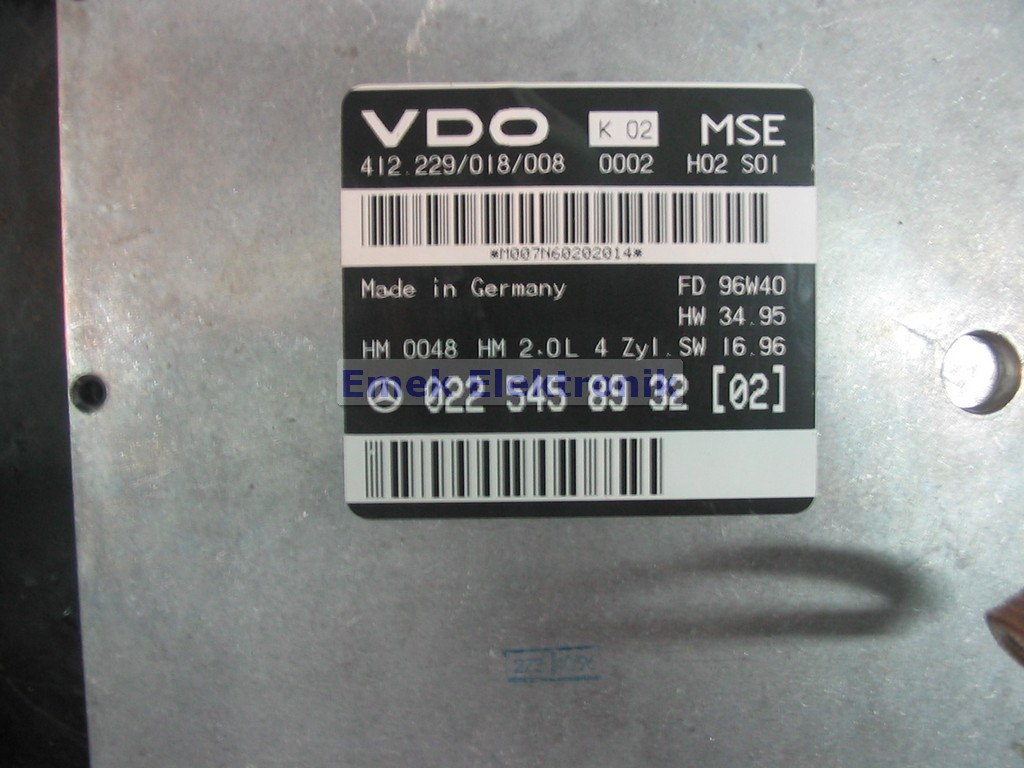 VDO K 02 MSE
412.229/018/008 0002 H02 S01
*M007N60202014*
Made in Germany FD 96W40
HW 34.95
HM 0048 HM 2.0L 4 Zyl. SW 16.96
Emek Elektronik
022 545 89 32 [02]